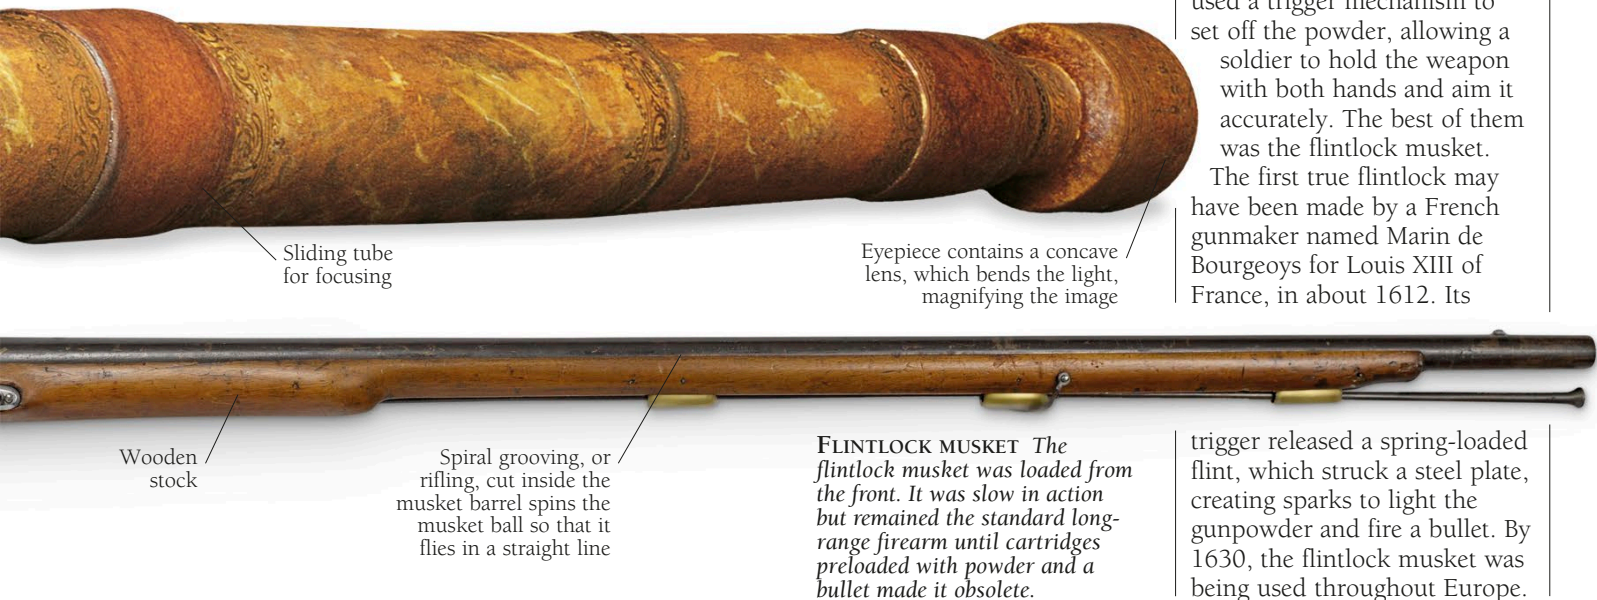 used a trigger mechanism to
set off the powder, allowing a
soldier to hold the weapon
with both hands and aim it
accurately. The best of them
was the flintlock musket.
The first true flintlock may
have been made by a French
gunmaker named Marin de
Bourgeoys for Louis XIII of
France, in about 1612. Its
Sliding tube
for focusing
Eyepiece contains a concave
lens, which bends the light,
magnifying the image
Wooden
stock
Spiral grooving, or
rifling, cut inside the
musket barrel spins the
musket ball so that it
flies in a straight line
FLINTLOCK MUSKET The
flintlock musket was loaded from
the front. It was slow in action
but remained the standard long-
range firearm until cartridges
preloaded with powder and a
bullet made it obsolete.
trigger released a spring-loaded
flint, which struck a steel plate,
creating sparks to light the
gunpowder and fire a bullet. By
1630, the flintlock musket was
being used throughout Europe.